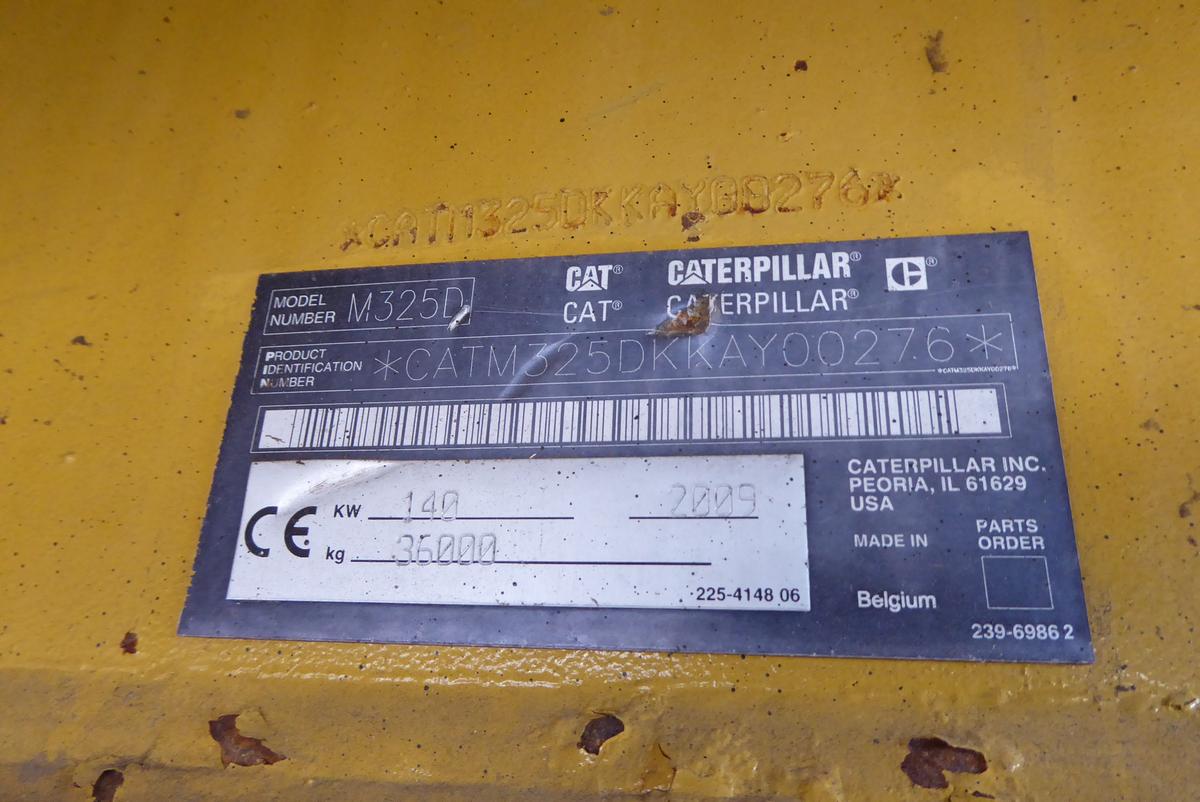 *CATM325DKKAY00276*
MODEL NUMBER M325D
CAT® CATERPILLAR® C®
CAT® CATERPILLAR®
PRODUCT IDENTIFICATION NUMBER *CATM325DKKAY00276*
*CATM325DKKAY00276*
CE KW 140 2009
kg 36000
225-4148 06
CATERPILLAR INC.
PEORIA, IL 61629
USA
MADE IN
Belgium
PARTS
ORDER
239-6986 2